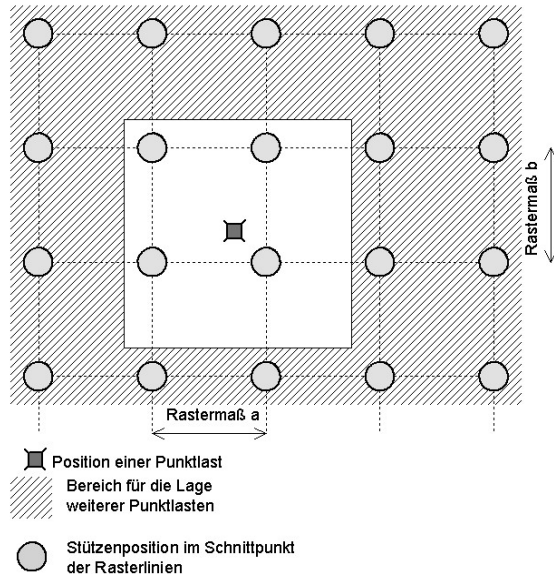 Rastermaß b
Rastermaß a
Position einer Punktlast
Bereich für die Lage
weiterer Punktlasten
Stützenposition im Schnittpunkt
der Rasterlinien